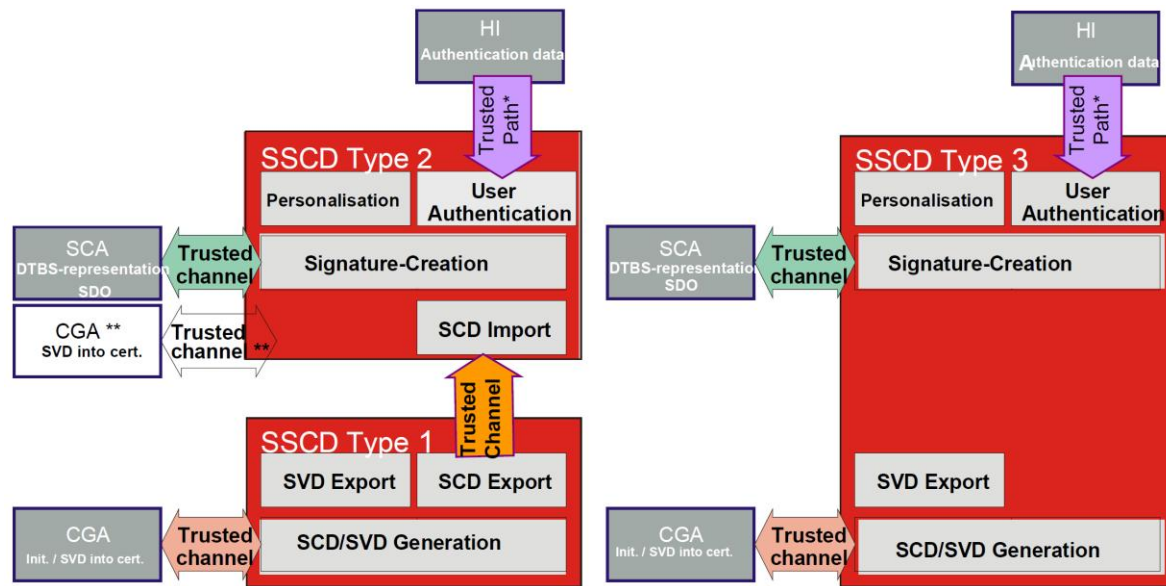 HI
Authentication data
Trusted
Path*
SSCD Type 2
Personalisation
User
Authentication
SCA
DTBS-representation
SDO
Trusted
channel
Signature-Creation
CGA **
SVD into cert.
Trusted
channel **
SCD Import
Trusted
Channel
SSCD Type 1
SVD Export
SCD Export
CGA
Init. / SVD into cert.
Trusted
channel
SCD/SVD Generation
HI
Authentication data
Trusted
Path*
SSCD Type 3
Personalisation
User
Authentication
SCA
DTBS-representation
SDO
Trusted
channel
Signature-Creation
SVD Export
CGA
Init. / SVD into cert.
Trusted
channel
SCD/SVD Generation